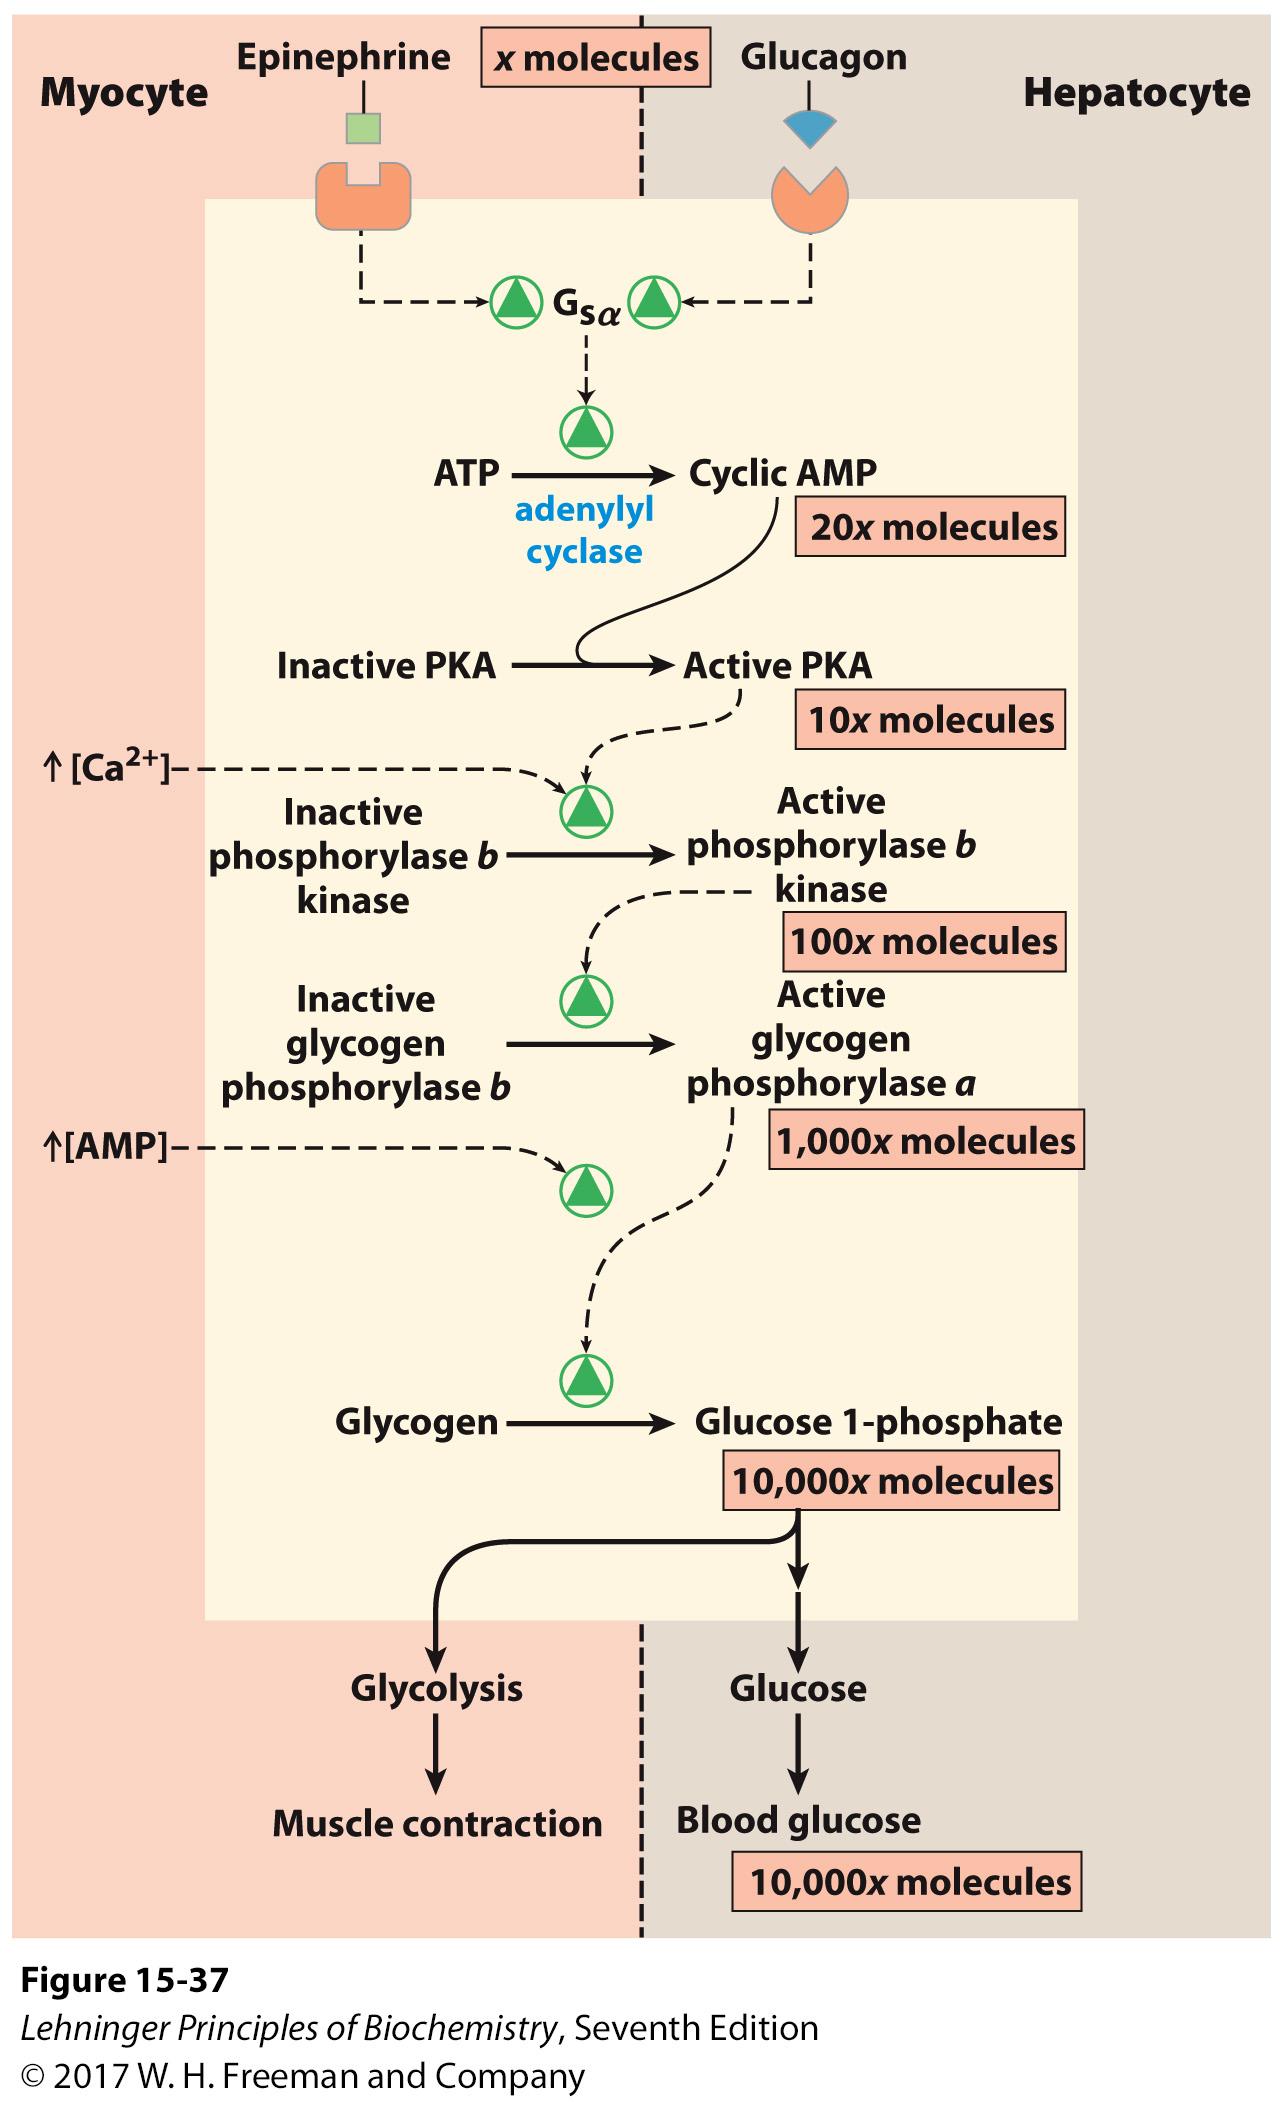 Epinephrine
x molecules
Glucagon
Myocyte
Hepatocyte
Gsα
ATP
Cyclic AMP
adenylyl
cyclase
20x molecules
Inactive PKA
Active PKA
10x molecules
↑ [Ca²⁺]
Inactive
phosphorylase b
kinase
Active
phosphorylase b
kinase
100x molecules
Inactive
glycogen
phosphorylase b
Active
glycogen
phosphorylase a
1,000x molecules
↑[AMP]
Glycogen
Glucose 1-phosphate
10,000x molecules
Glycolysis
Glucose
Muscle contraction
Blood glucose
10,000x molecules
Figure 15-37
Lehninger Principles of Biochemistry, Seventh Edition
© 2017 W. H. Freeman and Company